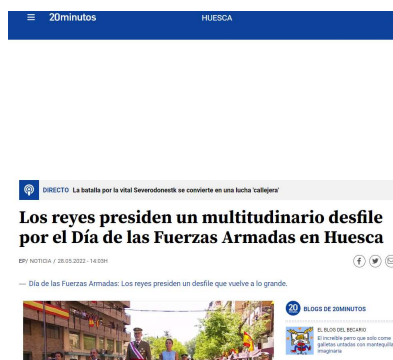 20minutos
HUESCA
DIRECTO La batalla por la vital Severodonestk se convierte en una lucha 'callejera'
Los reyes presiden un multitudinario desfile
por el Día de las Fuerzas Armadas en Huesca
EP/ NOTICIA / 28.05.2022 - 14:03H
— Día de las Fuerzas Armadas: Los reyes presiden un desfile que vuelve a lo grande.
20 BLOGS DE 20MINUTOS
EL BLOG DEL BECARIO
El increíble perro que solo come
galletas untadas con mantequilla
imaginaria